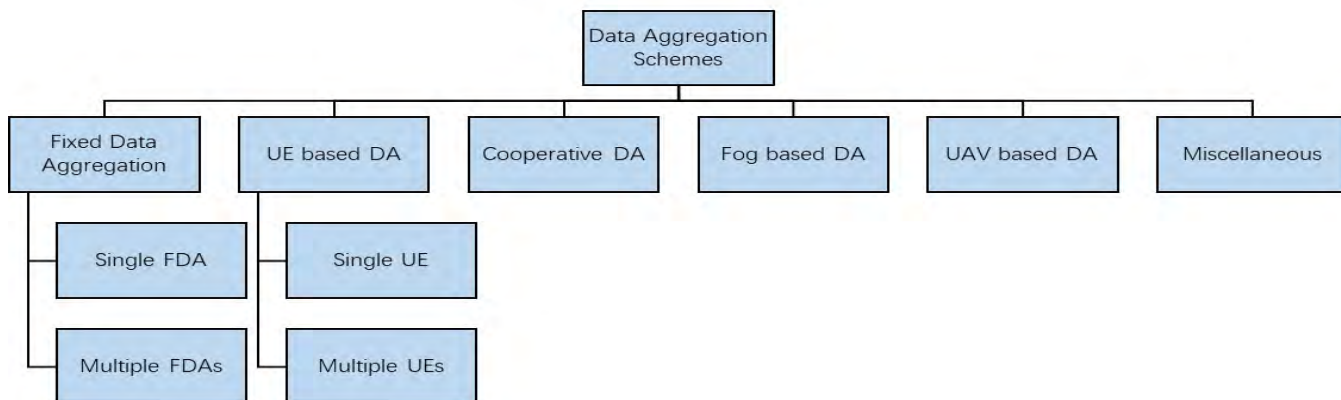 Data Aggregation
Schemes
Fixed Data
Aggregation
UE based DA
Cooperative DA
Fog based DA
UAV based DA
Miscellaneous
Single FDA
Single UE
Multiple FDAs
Multiple UEs